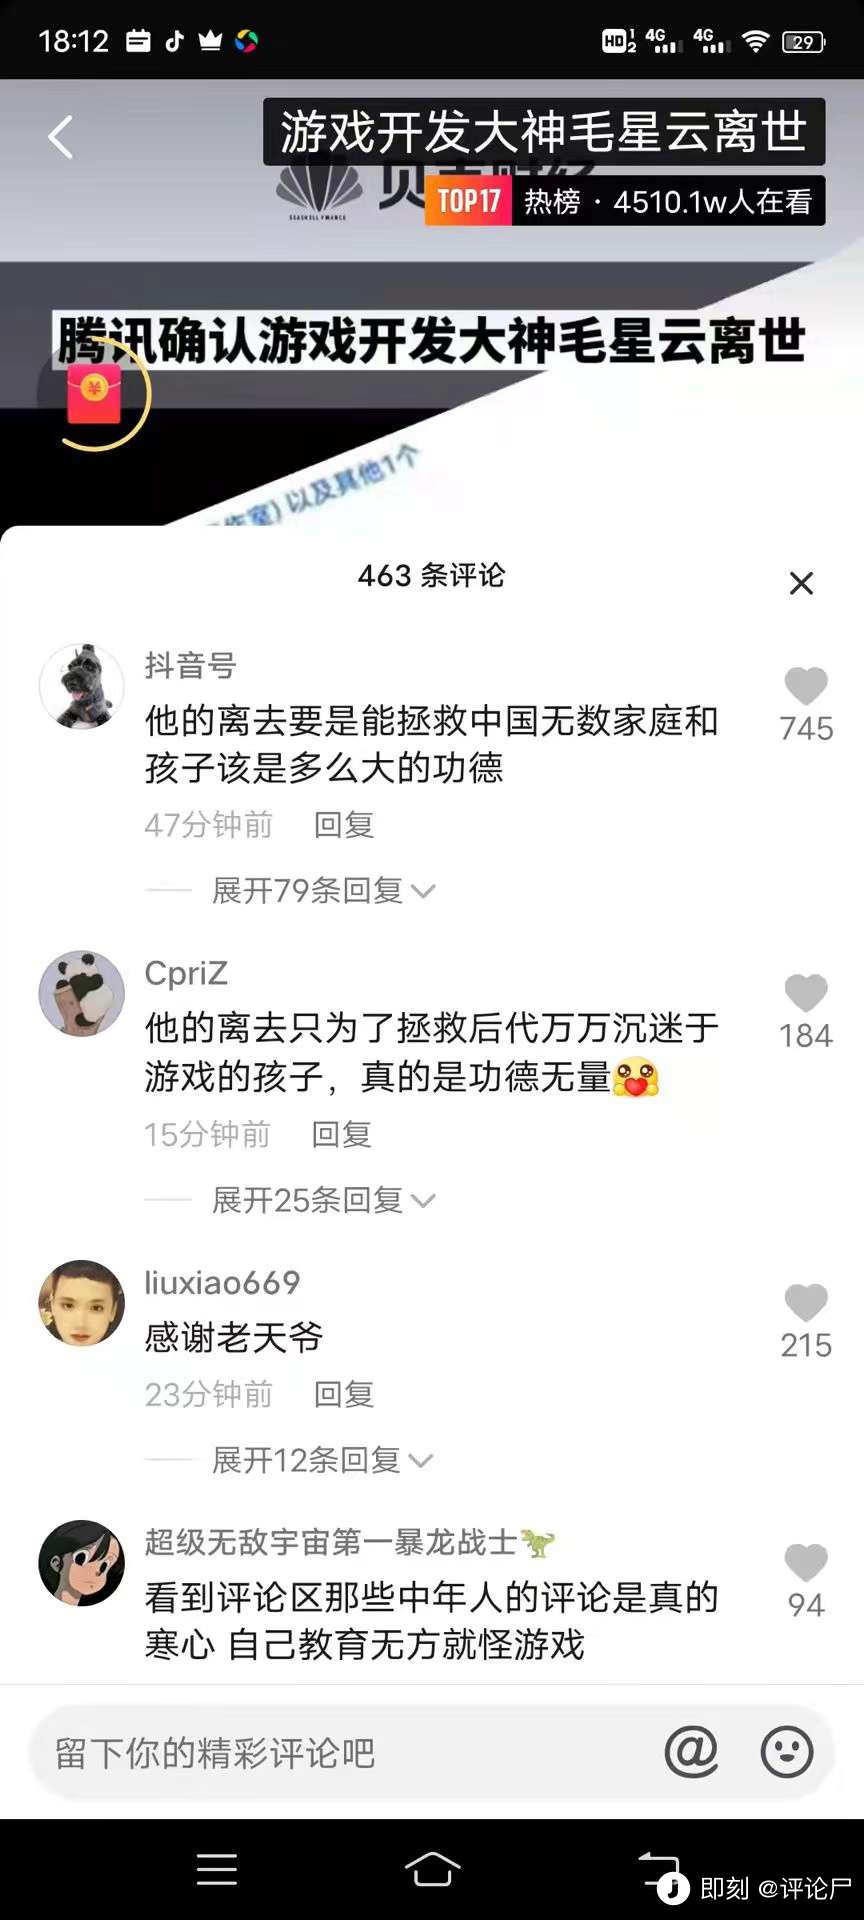 18:12
HD 1 2 4G 4G 29
游戏开发大神毛星云离世
SEASHELL FINANCE
TOP17 热榜·4510.1w人在看
腾讯确认游戏开发大神毛星云离世
作室) 以及其他1个
463 条评论
抖音号
他的离去要是能拯救中国无数家庭和
孩子该是多么大的功德
745
47分钟前 回复
展开79条回复
CpriZ
他的离去只为了拯救后代万万沉迷于
游戏的孩子，真的是功德无量🥰
184
15分钟前 回复
展开25条回复
liuxiao669
感谢老天爷
215
23分钟前 回复
展开12条回复
超级无敌宇宙第一暴龙战士🦖
看到评论区那些中年人的评论是真的
寒心 自己教育无方就怪游戏
94
留下你的精彩评论吧
即刻 @评论尸